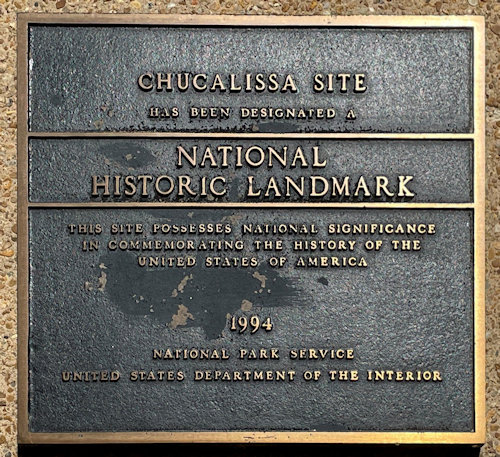 CHUCALISSA SITE
HAS BEEN DESIGNATED A
NATIONAL
HISTORIC LANDMARK
THIS SITE POSSESSES NATIONAL SIGNIFICANCE
IN COMMEMORATING THE HISTORY OF THE
UNITED STATES OF AMERICA
1994
NATIONAL PARK SERVICE
UNITED STATES DEPARTMENT OF THE INTERIOR